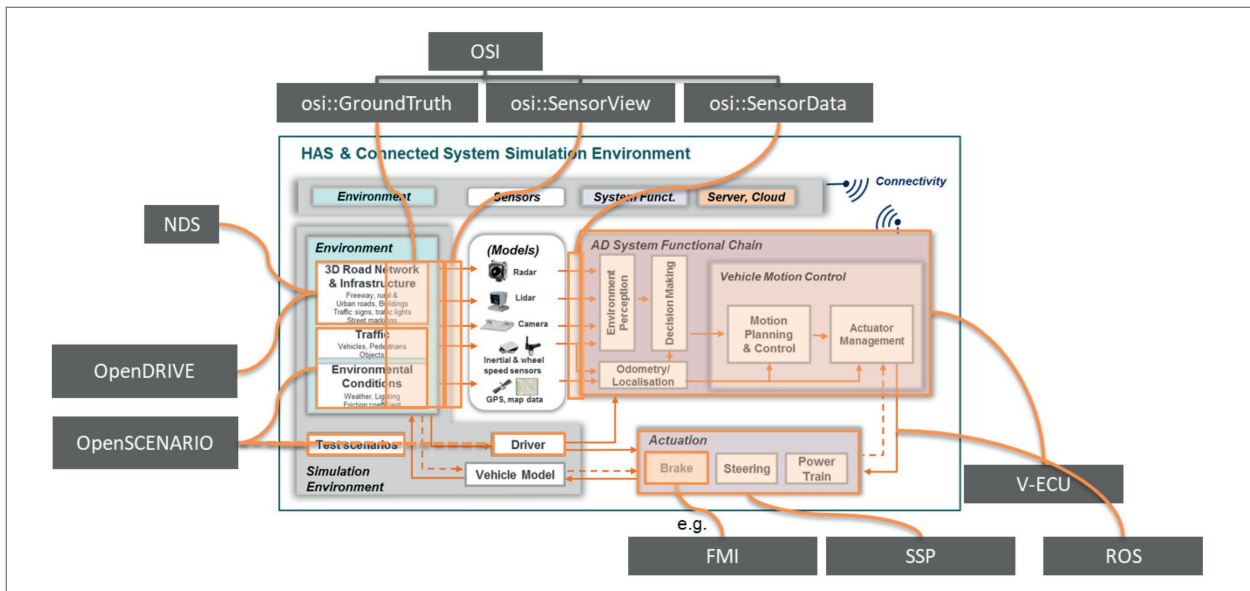 OSI
osi::GroundTruth
osi::SensorView
osi::SensorData
HAS & Connected System Simulation Environment
Environment
Sensors
System Funct.
Server, Cloud
Connectivity
NDS
OpenDRIVE
OpenSCENARIO
Environment
3D Road Network
& Infrastructure
Freeway, rural &
Urban roads, Buildings
Traffic signs, traffic lights
Street markings
Traffic
Vehicles, Pedestrians
Objects
Environmental
Conditions
Weather, Lighting
Friction coefficient
(Models)
Radar
Lidar
Camera
Inertial & wheel
speed sensors
GPS, map data
AD System Functional Chain
Environment
Perception
Decision Making
Odometry/
Localisation
Vehicle Motion Control
Motion
Planning
& Control
Actuator
Management
Test scenarios
Driver
Simulation
Environment
Vehicle Model
Actuation
Brake
Steering
Power
Train
V-ECU
e.g.
FMI
SSP
ROS